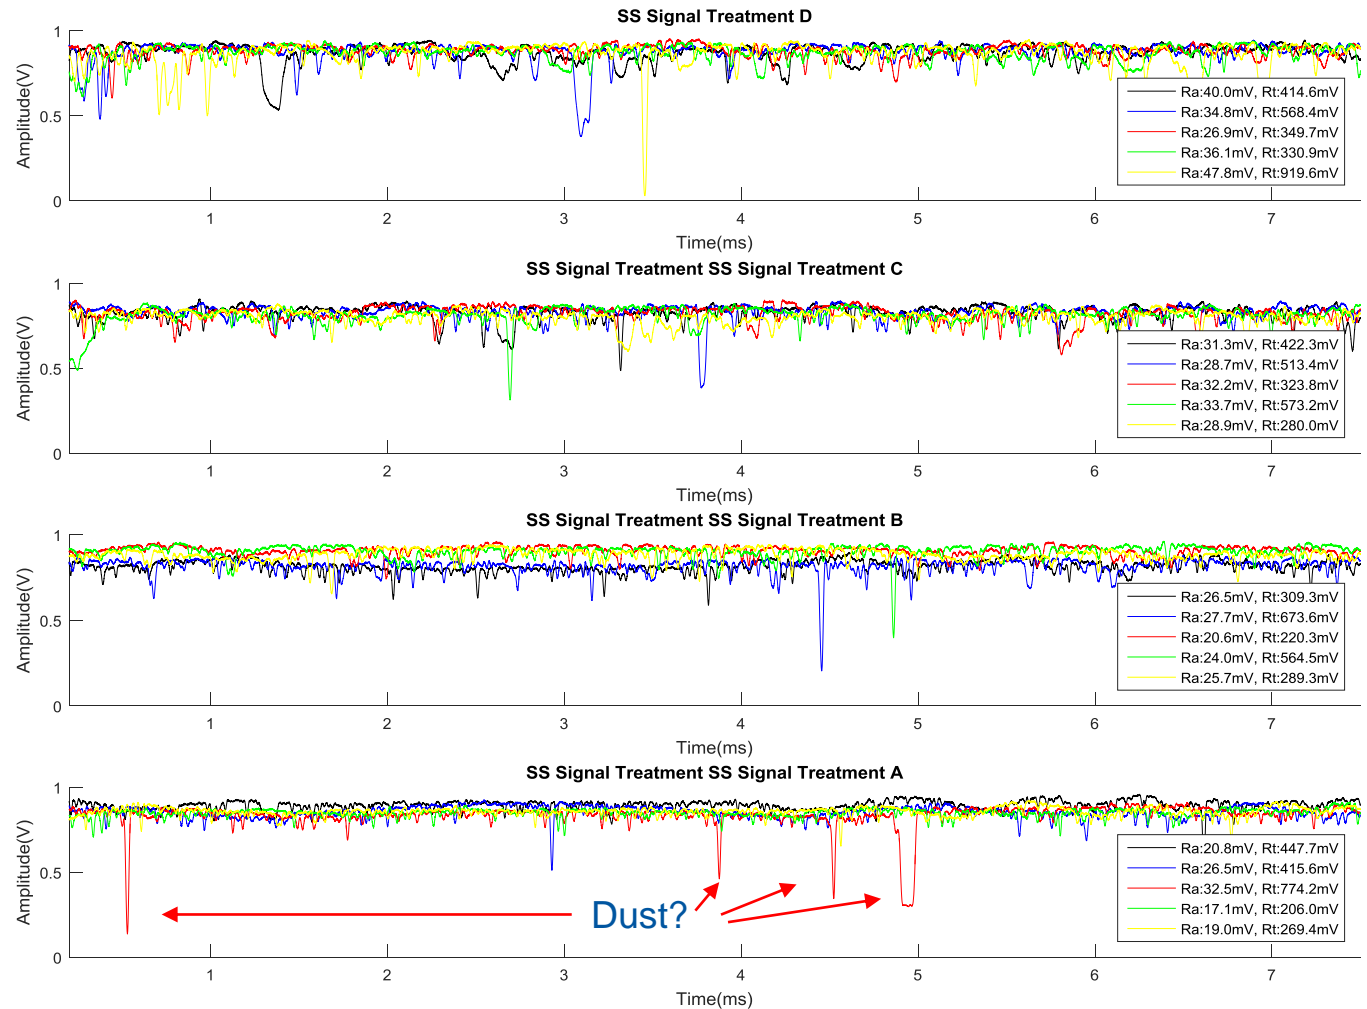 SS Signal Treatment D
1
0.5
0
Amplitude(V)
1 2 3 4 5 6 7
Time(ms)
Ra:40.0mV, Rt:414.6mV
Ra:34.8mV, Rt:568.4mV
Ra:26.9mV, Rt:349.7mV
Ra:36.1mV, Rt:330.9mV
Ra:47.8mV, Rt:919.6mV
SS Signal Treatment SS Signal Treatment C
1
0.5
0
Amplitude(V)
1 2 3 4 5 6 7
Time(ms)
Ra:31.3mV, Rt:422.3mV
Ra:28.7mV, Rt:513.4mV
Ra:32.2mV, Rt:323.8mV
Ra:33.7mV, Rt:573.2mV
Ra:28.9mV, Rt:280.0mV
SS Signal Treatment SS Signal Treatment B
1
0.5
0
Amplitude(V)
1 2 3 4 5 6 7
Time(ms)
Ra:26.5mV, Rt:309.3mV
Ra:27.7mV, Rt:673.6mV
Ra:20.6mV, Rt:220.3mV
Ra:24.0mV, Rt:564.5mV
Ra:25.7mV, Rt:289.3mV
SS Signal Treatment SS Signal Treatment A
1
0.5
0
Amplitude(V)
Dust?
1 2 3 4 5 6 7
Time(ms)
Ra:20.8mV, Rt:447.7mV
Ra:26.5mV, Rt:415.6mV
Ra:32.5mV, Rt:774.2mV
Ra:17.1mV, Rt:206.0mV
Ra:19.0mV, Rt:269.4mV